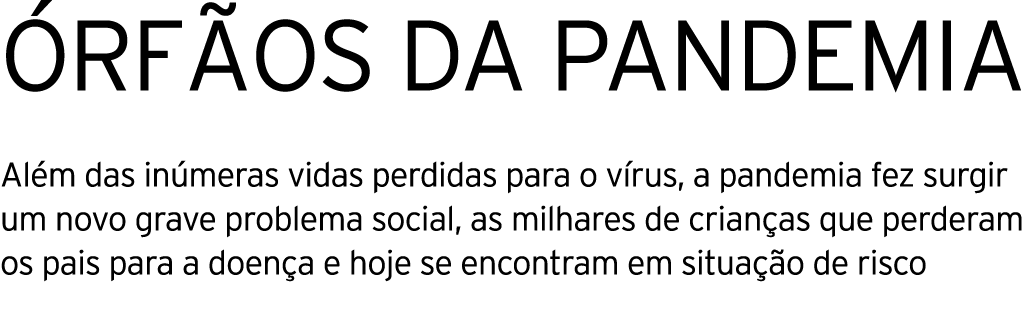 ÓRFÃOS DA PANDEMIA
Além das inúmeras vidas perdidas para o vírus, a pandemia fez surgir
um novo grave problema social, as milhares de crianças que perderam
os pais para a doença e hoje se encontram em situação de risco